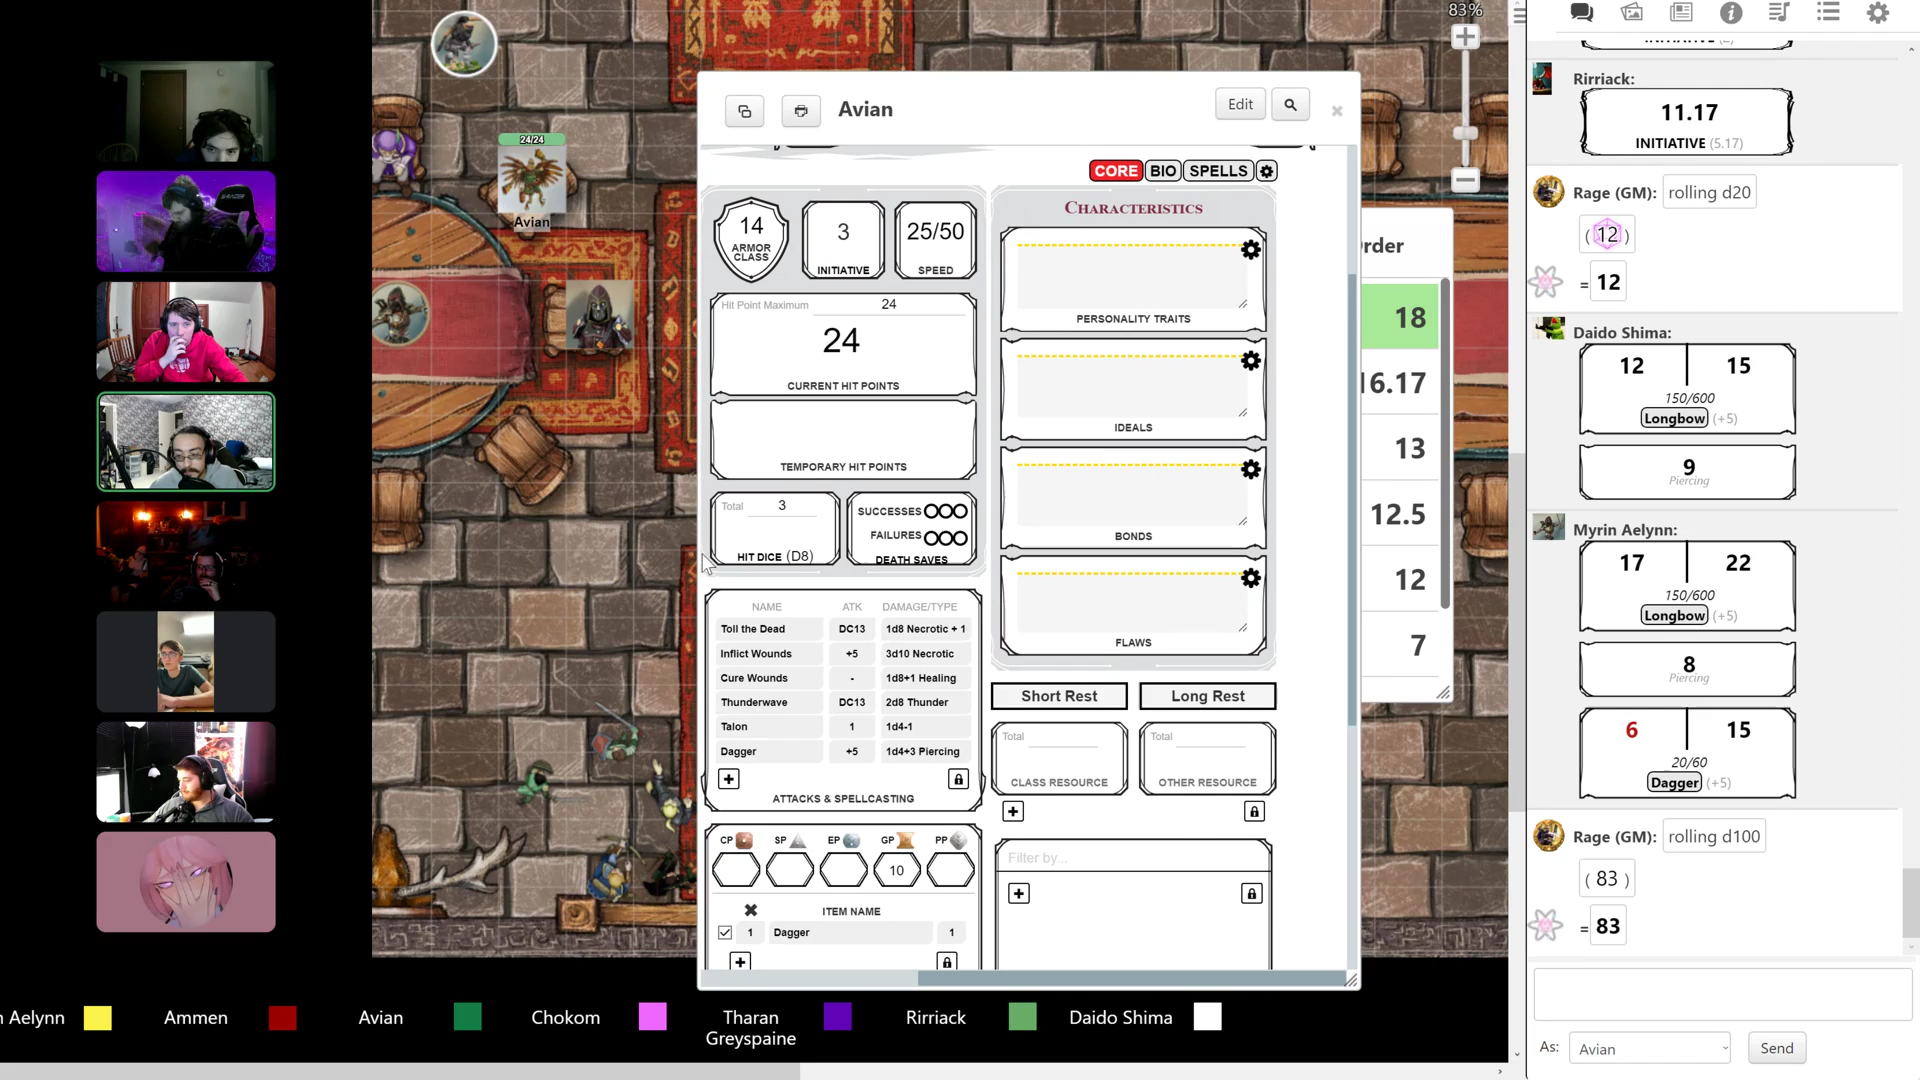 83%
24/24
Avian
Avian
Edit
CORE
BIO
SPELLS
14
ARMOR
CLASS
3
INITIATIVE
25/50
SPEED
Hit Point Maximum
24
24
CURRENT HIT POINTS
TEMPORARY HIT POINTS
Total
3
HIT DICE (D8)
SUCCESSES
FAILURES
DEATH SAVES
NAME ATK DAMAGE/TYPE
Toll the Dead DC13 1d8 Necrotic + 1
Inflict Wounds +5 3d10 Necrotic
Cure Wounds - 1d8+1 Healing
Thunderwave DC13 2d8 Thunder
Talon 1 1d4-1
Dagger +5 1d4+3 Piercing
ATTACKS & SPELLCASTING
CP SP EP GP PP
10
ITEM NAME
1 Dagger 1
CHARACTERISTICS
PERSONALITY TRAITS
IDEALS
BONDS
FLAWS
Short Rest
Long Rest
Total
CLASS RESOURCE
Total
OTHER RESOURCE
Filter by...
rder
18
16.17
13
12.5
12
7
INITIATIVE
Rirriack:
11.17
INITIATIVE (5.17)
Rage (GM): rolling d20
( 12 )
= 12
Daido Shima:
12 15
150/600
Longbow (+5)
9
Piercing
Myrin Aelynn:
17 22
150/600
Longbow (+5)
8
Piercing
6 15
20/60
Dagger (+5)
Rage (GM): rolling d100
( 83 )
= 83
As: Avian
Send
n Aelynn
Ammen
Avian
Chokom
Tharan
Greyspaine
Rirriack
Daido Shima